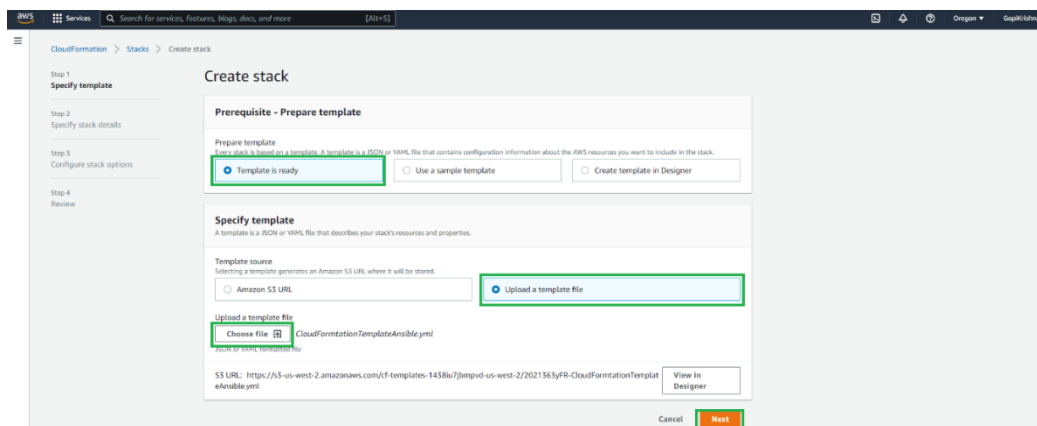 aws
Services
Search for services, features, blogs, docs, and more
[Alt+S]
Oregon ▼
GopiKrishn
CloudFormation > Stacks > Create stack
Step 1
Specify template
Step 2
Specify stack details
Step 3
Configure stack options
Step 4
Review
Create stack
Prerequisite - Prepare template
Prepare template
Every stack is based on a template. A template is a JSON or YAML file that contains configuration information about the AWS resources you want to include in the stack.
Template is ready
Use a sample template
Create template in Designer
Specify template
A template is a JSON or YAML file that describes your stack's resources and properties.
Template source
Selecting a template generates an Amazon S3 URL where it will be stored.
Amazon S3 URL
Upload a template file
Upload a template file
Choose file
CloudFormtationTemplateAnsible.yml
JSON or YAML formatted file
S3 URL: https://s3-us-west-2.amazonaws.com/cf-templates-1438iu7jbmpvd-us-west-2/2021363yFR-CloudFormtationTemplat
eAnsible.yml
View in
Designer
Cancel
Next